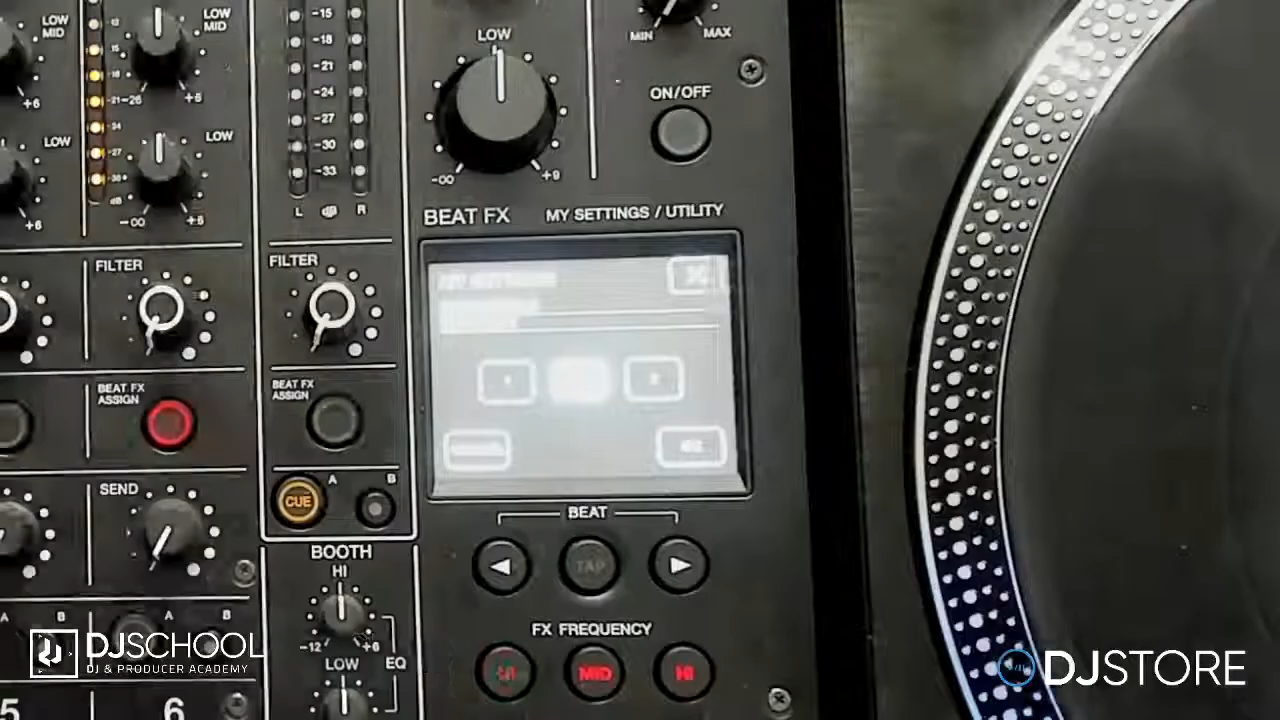 LOW
MID
+6
LOW
MID
+6
-15
-18
-21
-24
-27
-30
-33
L dB R
LOW
-∞
+9
MIN
MAX
ON/OFF
LOW
+6
LOW
-∞
+6
BEAT FX
MY SETTINGS / UTILITY
FILTER
FILTER
BEAT FX
ASSIGN
BEAT FX
ASSIGN
SEND
CUE
A
B
BEAT
TAP
BOOTH
HI
-12
+6
LOW
EQ
FX FREQUENCY
MID
HI
A
B
A
B
DJSCHOOL
DJ & PRODUCER ACADEMY
DJSTORE
5
6